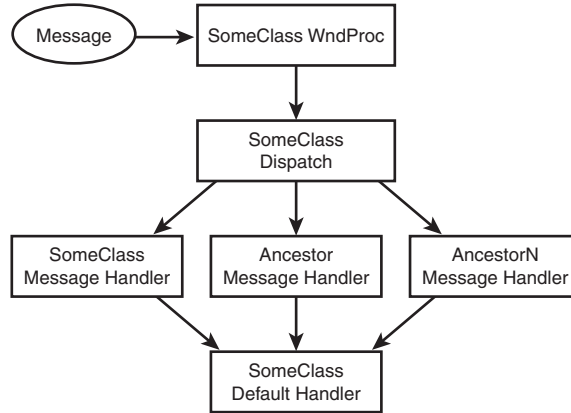 Message
SomeClass WndProc
SomeClass
Dispatch
SomeClass
Message Handler
Ancestor
Message Handler
AncestorN
Message Handler
SomeClass
Default Handler